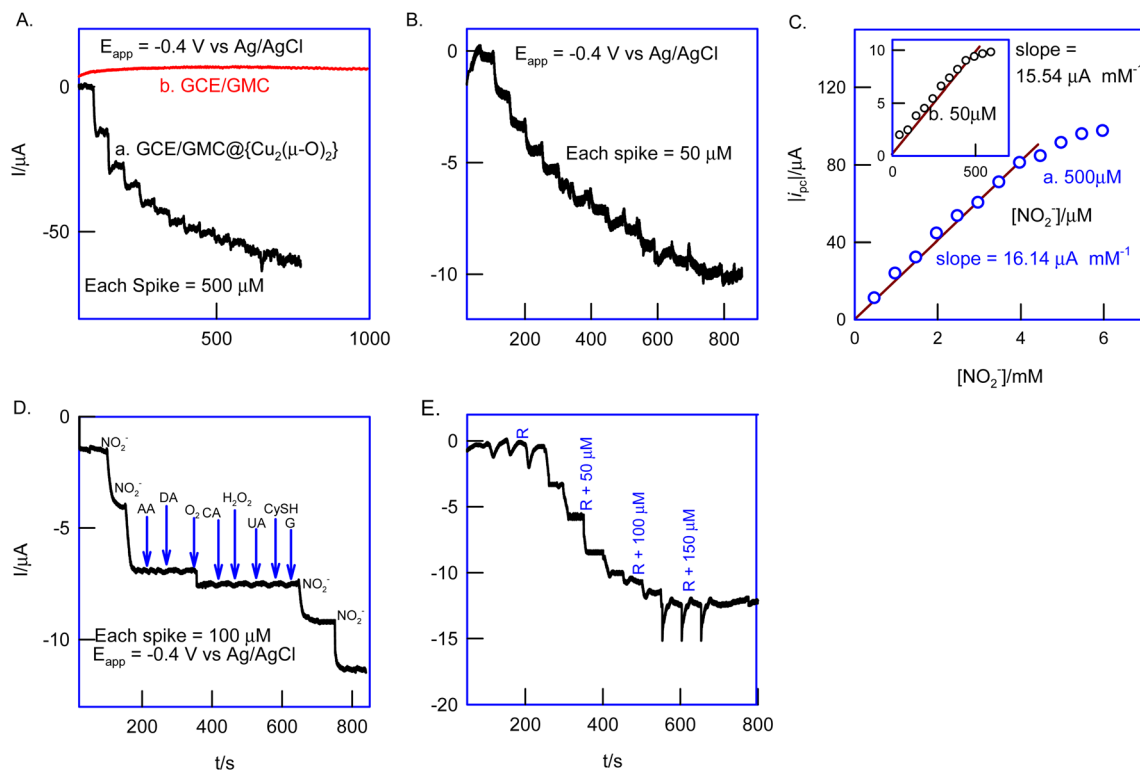 A.
E_app = -0.4 V vs Ag/AgCl
b. GCE/GMC
a. GCE/GMC@{Cu₂(μ-O)₂}
Each Spike = 500 μM
I/μA
0
-50
500
1000
B.
E_app = -0.4 V vs Ag/AgCl
Each spike = 50 μM
0
-5
-10
200
400
600
800
C.
slope =
15.54 μA mM⁻¹
10
5
0
0
500
b. 50μM
a. 500μM
[NO₂⁻]/μM
slope = 16.14 μA mM⁻¹
|i_pc|/μA
120
80
40
0
0
2
4
6
[NO₂⁻]/mM
D.
NO₂⁻
NO₂⁻
AA
DA
O₂
CA
H₂O₂
UA
CySH
G
NO₂⁻
NO₂⁻
Each spike = 100 μM
E_app = -0.4 V vs Ag/AgCl
I/μA
0
-5
-10
200
400
600
800
t/s
E.
R
R + 50 μM
R + 100 μM
R + 150 μM
0
-5
-10
-15
-20
200
400
600
800
t/s